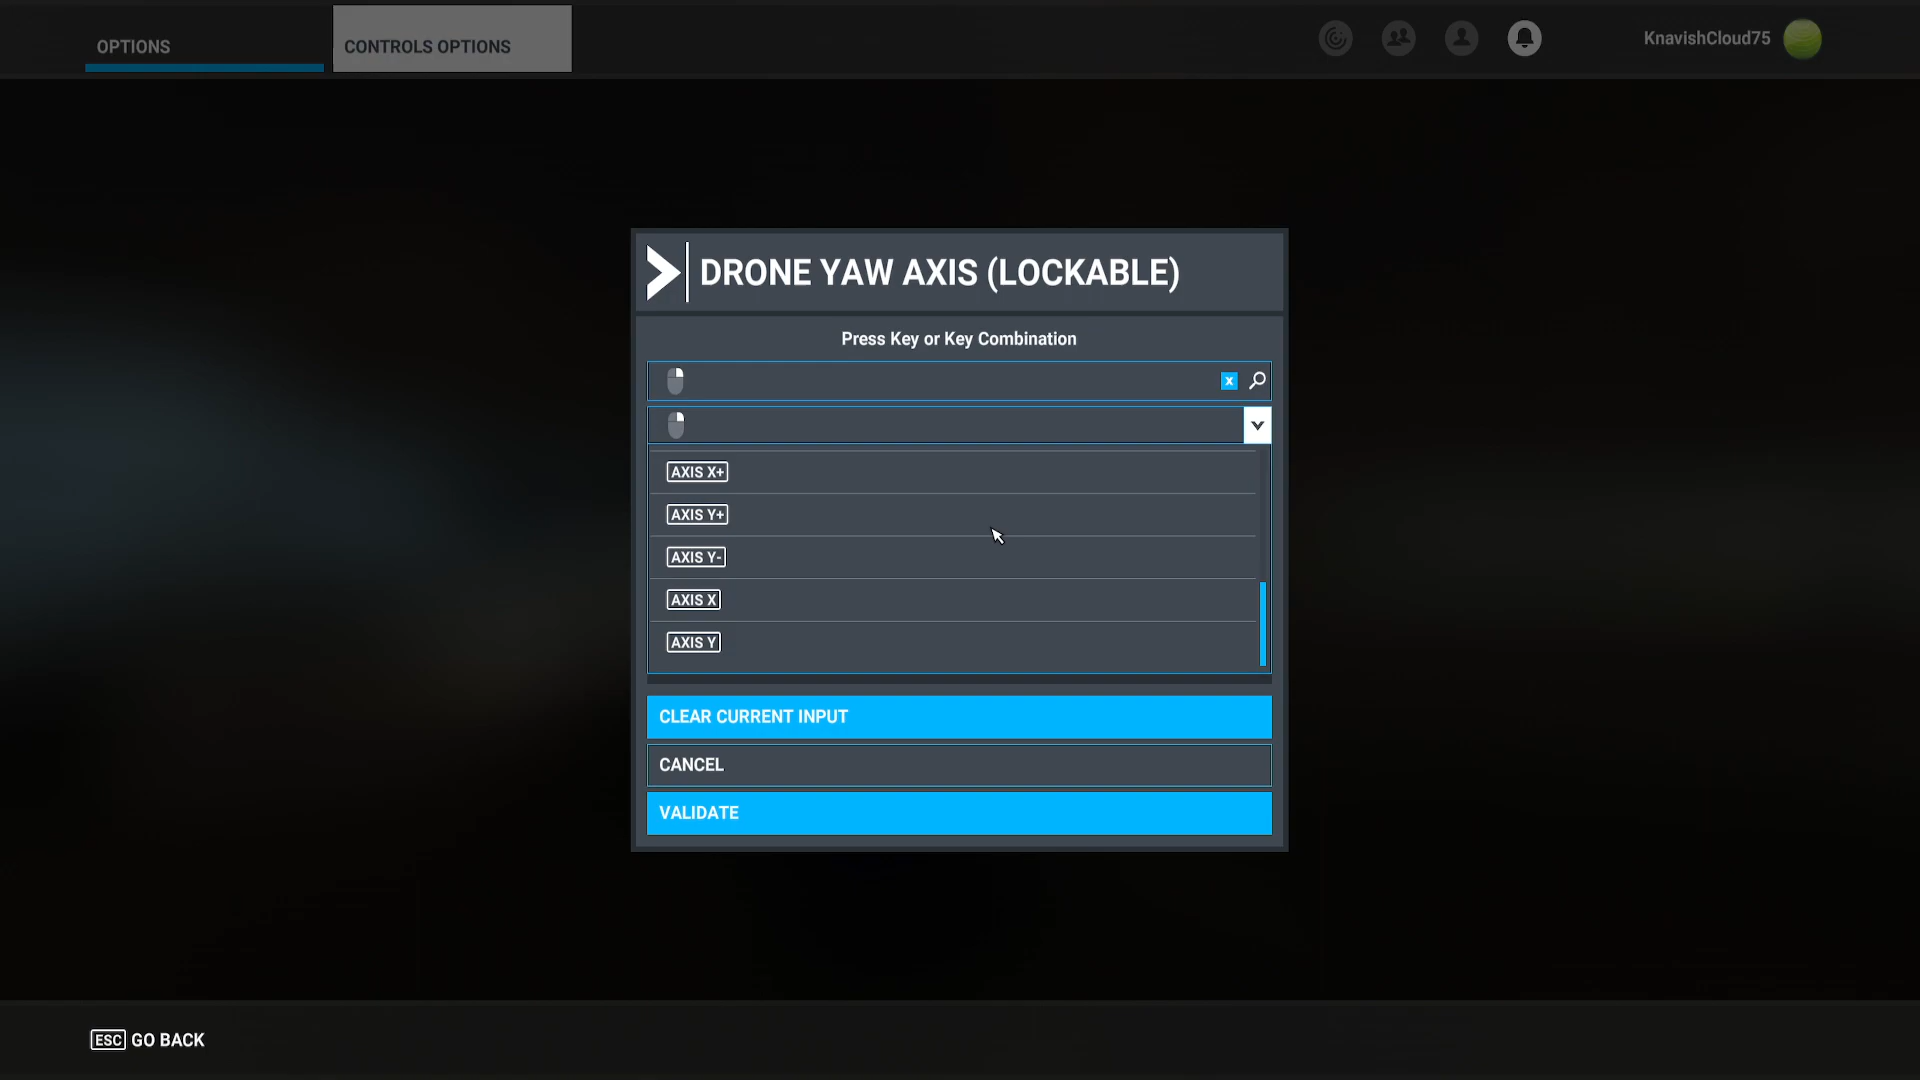 OPTIONS
CONTROLS OPTIONS
KnavishCloud75
DRONE YAW AXIS (LOCKABLE)
Press Key or Key Combination
x
AXIS X+
AXIS Y+
AXIS Y-
AXIS X
AXIS Y
CLEAR CURRENT INPUT
CANCEL
VALIDATE
ESC GO BACK